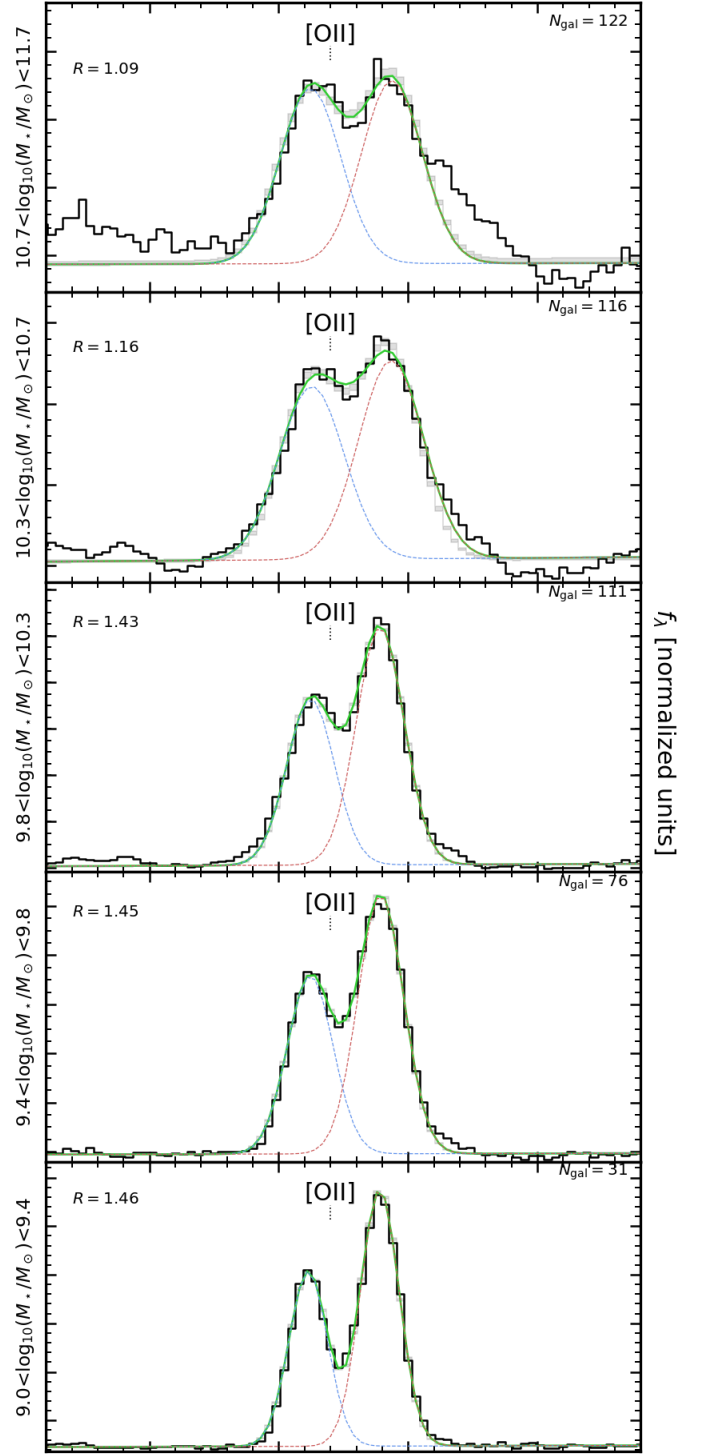 10.7<log₁₀(M⋆/M⊙)<11.7
R = 1.09
[OII]
N_gal = 122
10.3<log₁₀(M⋆/M⊙)<10.7
R = 1.16
[OII]
N_gal = 116
9.8<log₁₀(M⋆/M⊙)<10.3
R = 1.43
[OII]
N_gal = 111
f_λ [normalized units]
9.4<log₁₀(M⋆/M⊙)<9.8
R = 1.45
[OII]
N_gal = 76
9.0<log₁₀(M⋆/M⊙)<9.4
R = 1.46
[OII]
N_gal = 31